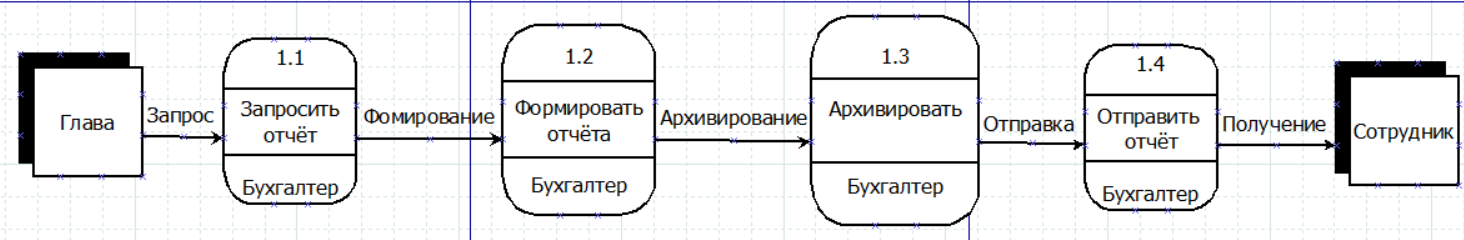 Глава
Запрос
1.1
Запросить
отчёт
Бухгалтер
Фомирование
1.2
Формировать
отчёта
Бухгалтер
Архивирование
1.3
Архивировать
Бухгалтер
Отправка
1.4
Отправить
отчёт
Бухгалтер
Получение
Сотрудник